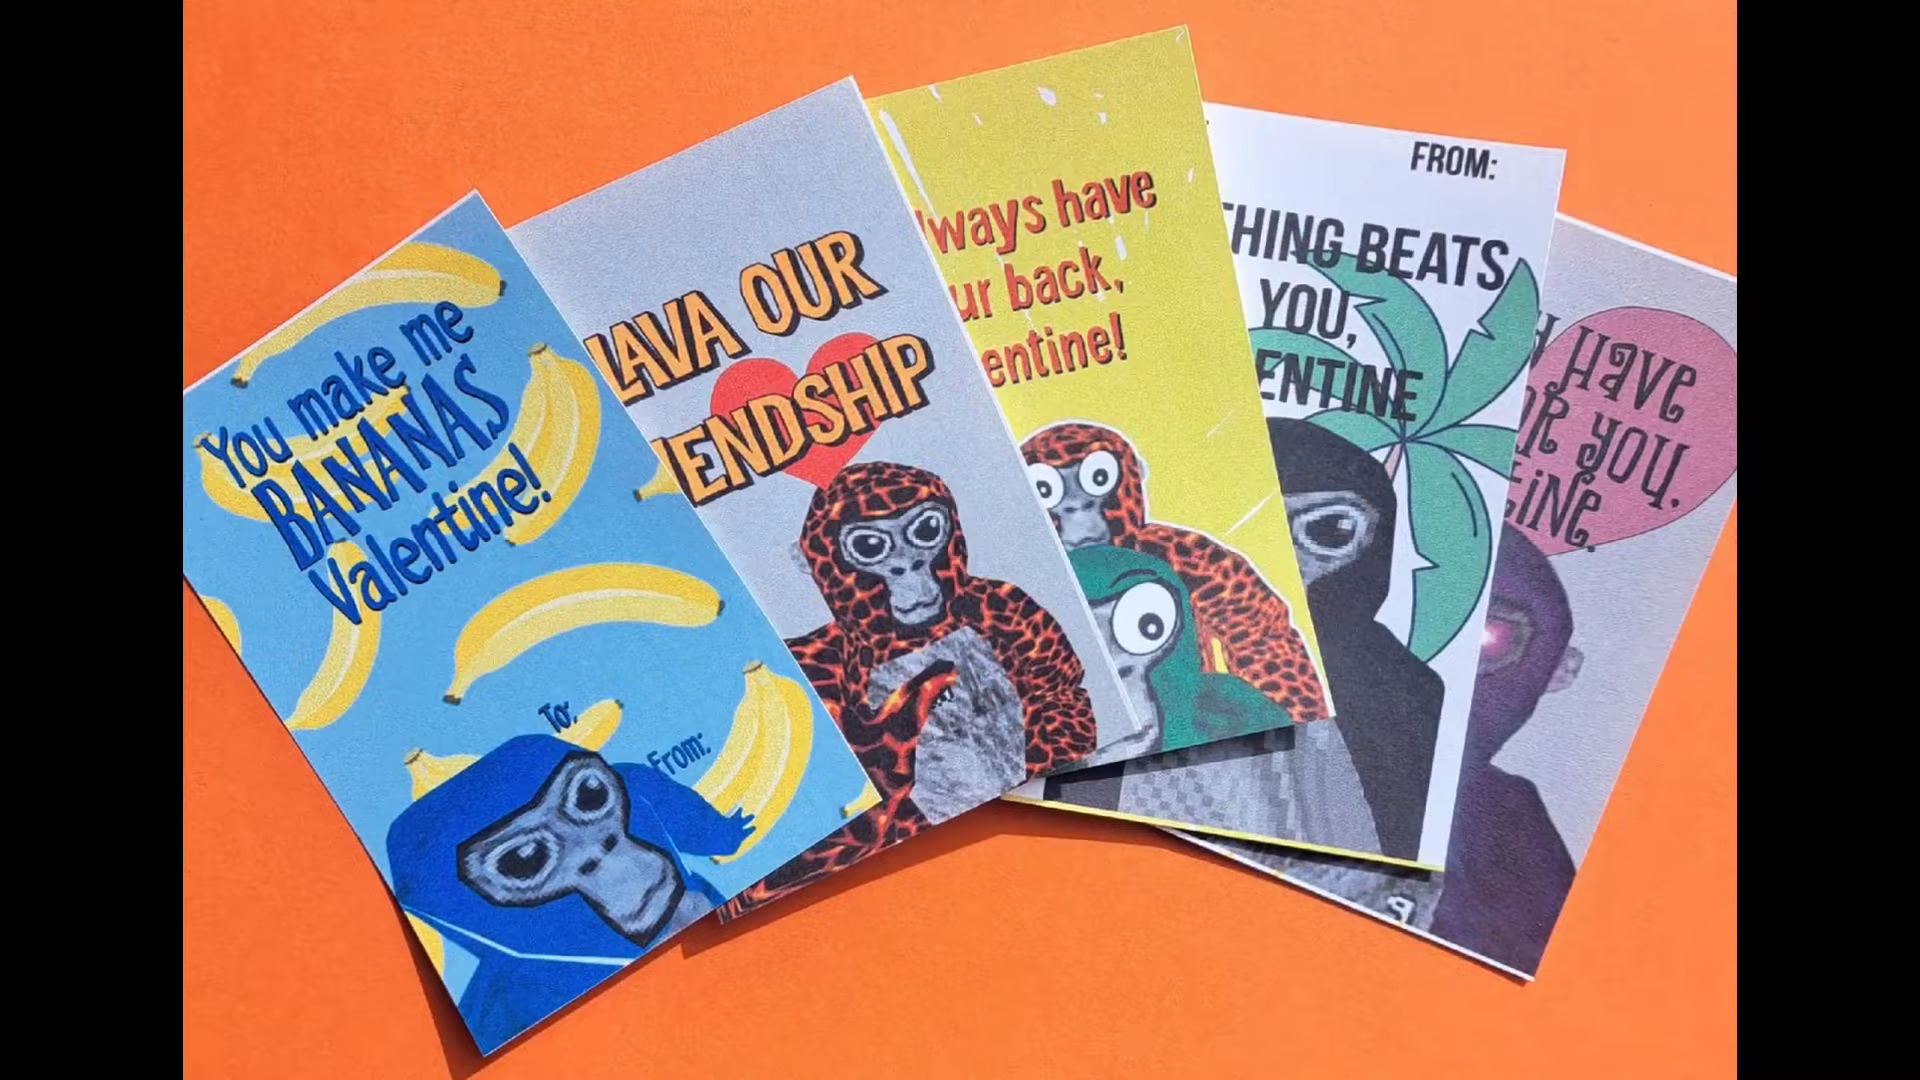 You make me
BANANAS
Valentine!
To:
From:
LAVA OUR
IENDSHIP
lways have
ur back,
entine!
FROM:
THING BEATS
YOU,
ENTINE
HAVE
R YOU.
tiNe.